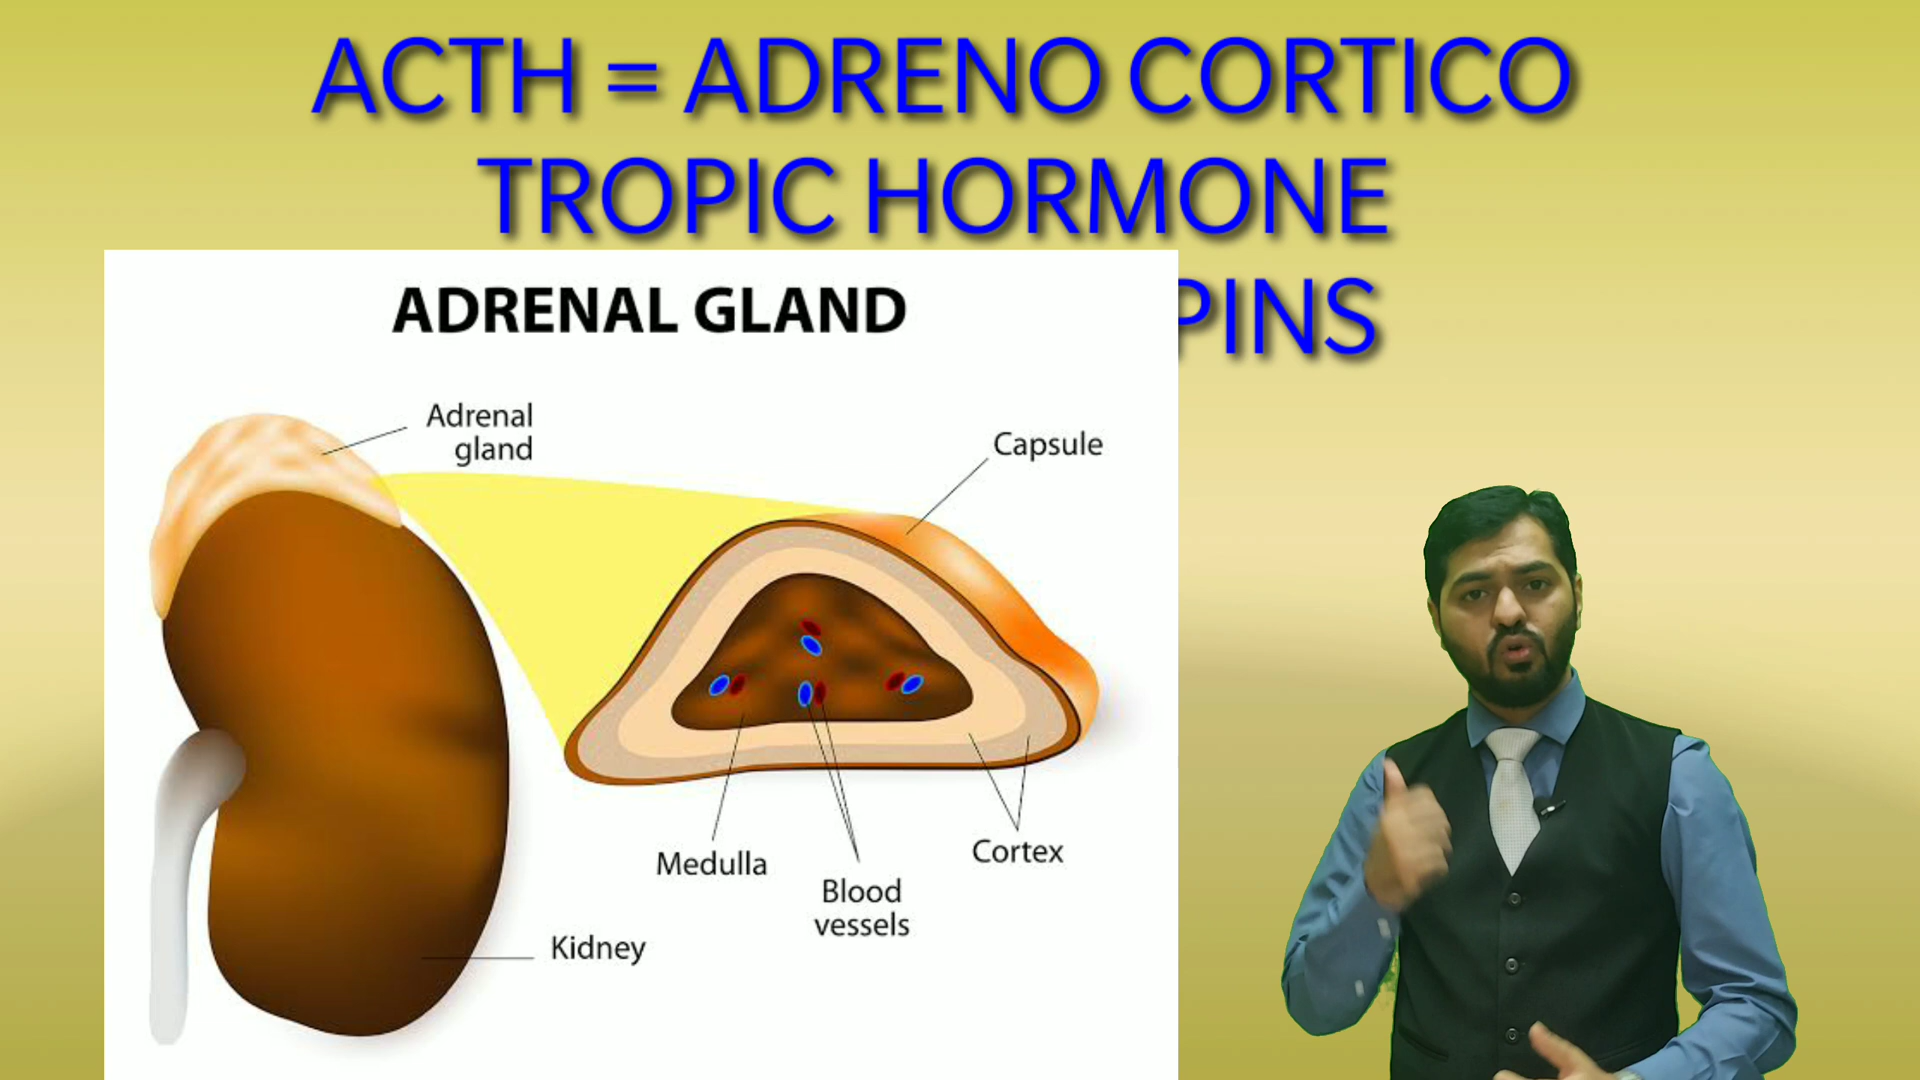 ACTH = ADRENO CORTICO
TROPIC HORMONE
PINS
ADRENAL GLAND
Adrenal
gland
Capsule
Medulla
Blood
vessels
Cortex
Kidney